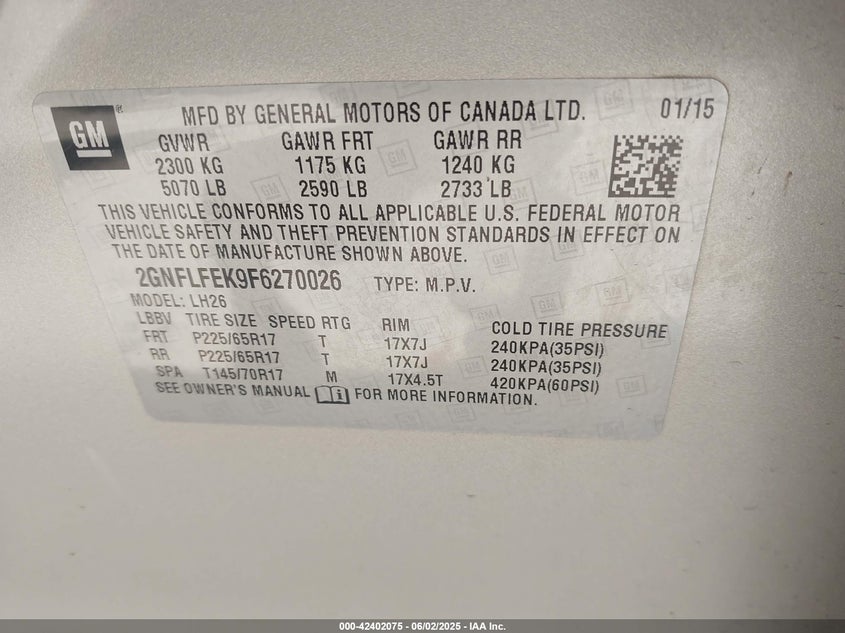 GM ® MFD BY GENERAL MOTORS OF CANADA LTD. 01/15
GVWR GAWR FRT GAWR RR
2300 KG 1175 KG 1240 KG
5070 LB 2590 LB 2733 LB
THIS VEHICLE CONFORMS TO ALL APPLICABLE U.S. FEDERAL MOTOR
VEHICLE SAFETY AND THEFT PREVENTION STANDARDS IN EFFECT ON
THE DATE OF MANUFACTURE SHOWN ABOVE.
2GNFLFEK9F6270026 TYPE: M.P.V.
MODEL: LH26
LBBV TIRE SIZE SPEED RTG RIM COLD TIRE PRESSURE
FRT P225/65R17 T 17X7J 240KPA(35PSI)
RR P225/65R17 T 17X7J 240KPA(35PSI)
SPA T145/70R17 M 17X4.5T 420KPA(60PSI)
SEE OWNER'S MANUAL i FOR MORE INFORMATION.
000-42402075 - 06/02/2025 - IAA Inc.